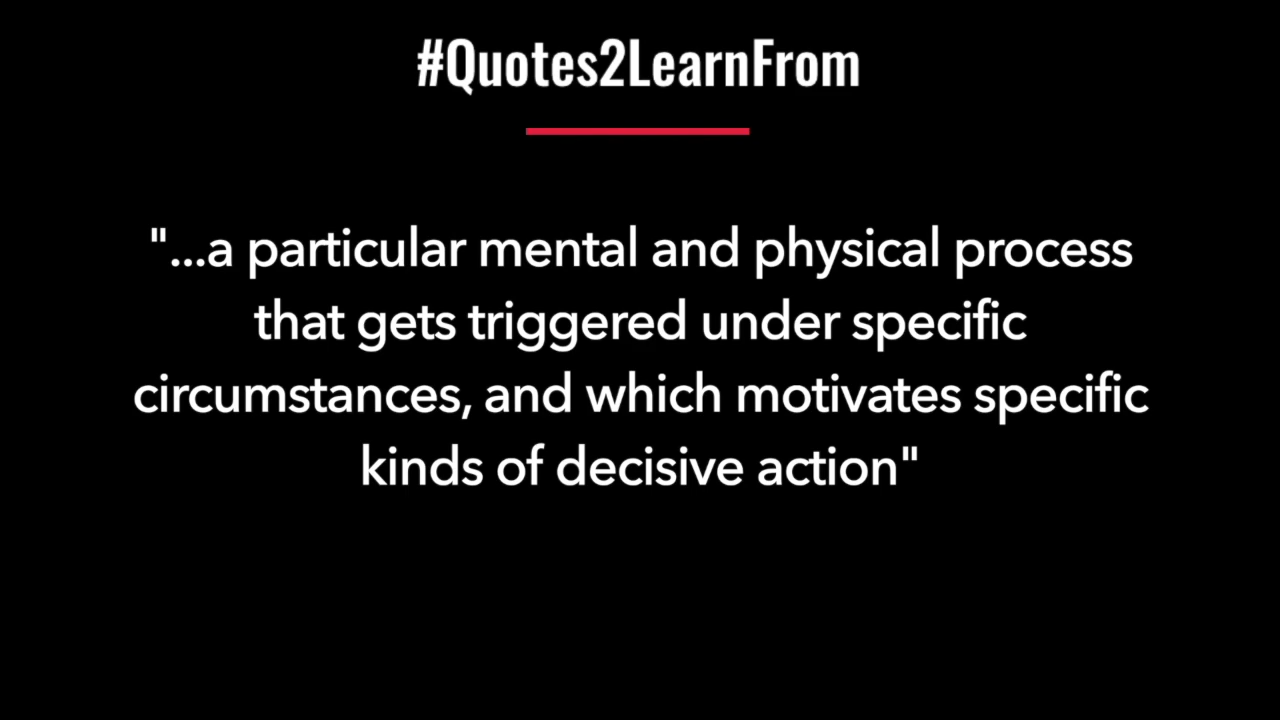 #Quotes2LearnFrom
"...a particular mental and physical process
that gets triggered under specific
circumstances, and which motivates specific
kinds of decisive action"